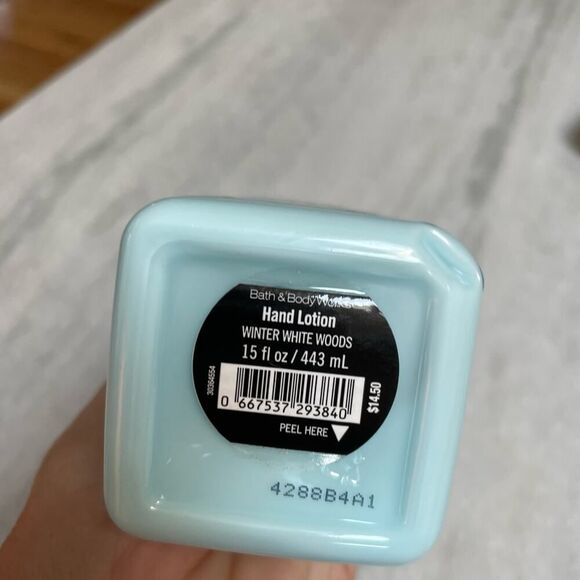 Bath & Body Works
Hand Lotion
WINTER WHITE WOODS
15 fl oz / 443 mL
30364554
0 667537 293840
$14.50
PEEL HERE
4288B4A1